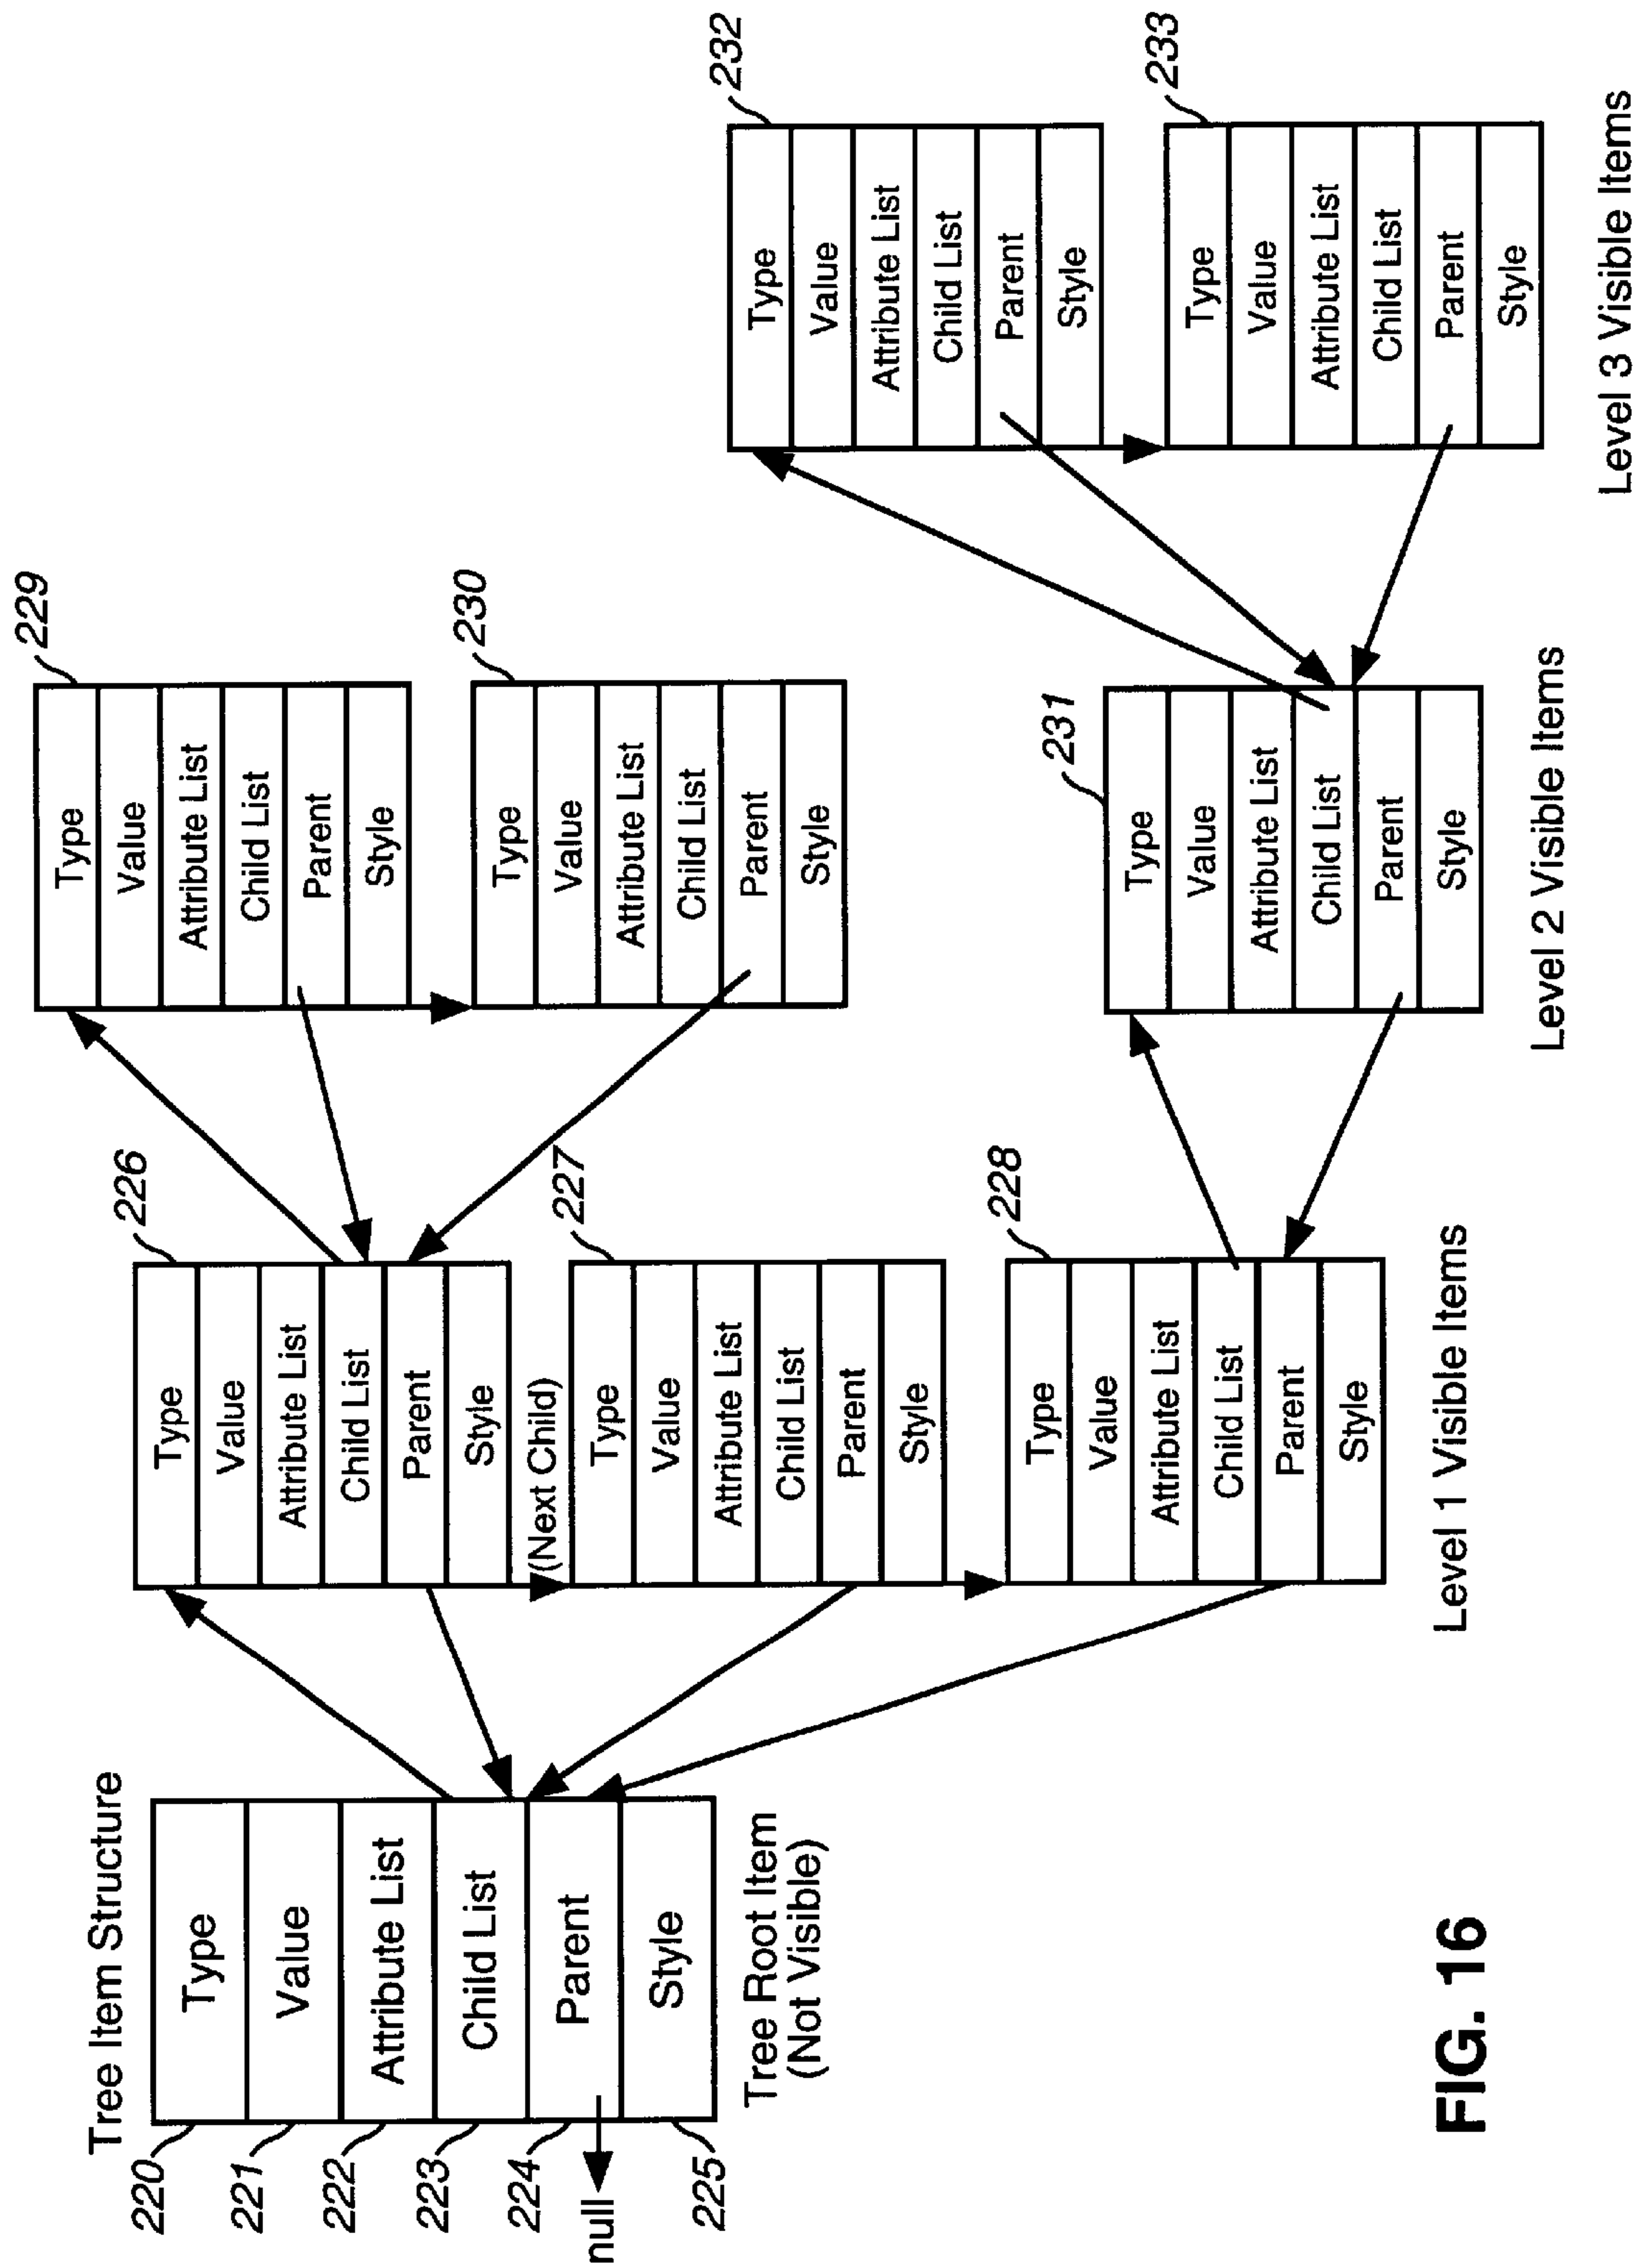 Tree Item Structure
220
Type
221
Value
222
Attribute List
223
Child List
224
Parent
null
225
Style
Tree Root Item
(Not Visible)
226
Type
Value
Attribute List
Child List
Parent
Style
(Next Child)
227
Type
Value
Attribute List
Child List
Parent
Style
228
Type
Value
Attribute List
Child List
Parent
Style
Level 1 Visible Items
229
Type
Value
Attribute List
Child List
Parent
Style
230
Type
Value
Attribute List
Child List
Parent
Style
231
Type
Value
Attribute List
Child List
Parent
Style
Level 2 Visible Items
232
Type
Value
Attribute List
Child List
Parent
Style
233
Type
Value
Attribute List
Child List
Parent
Style
Level 3 Visible Items
FIG. 16